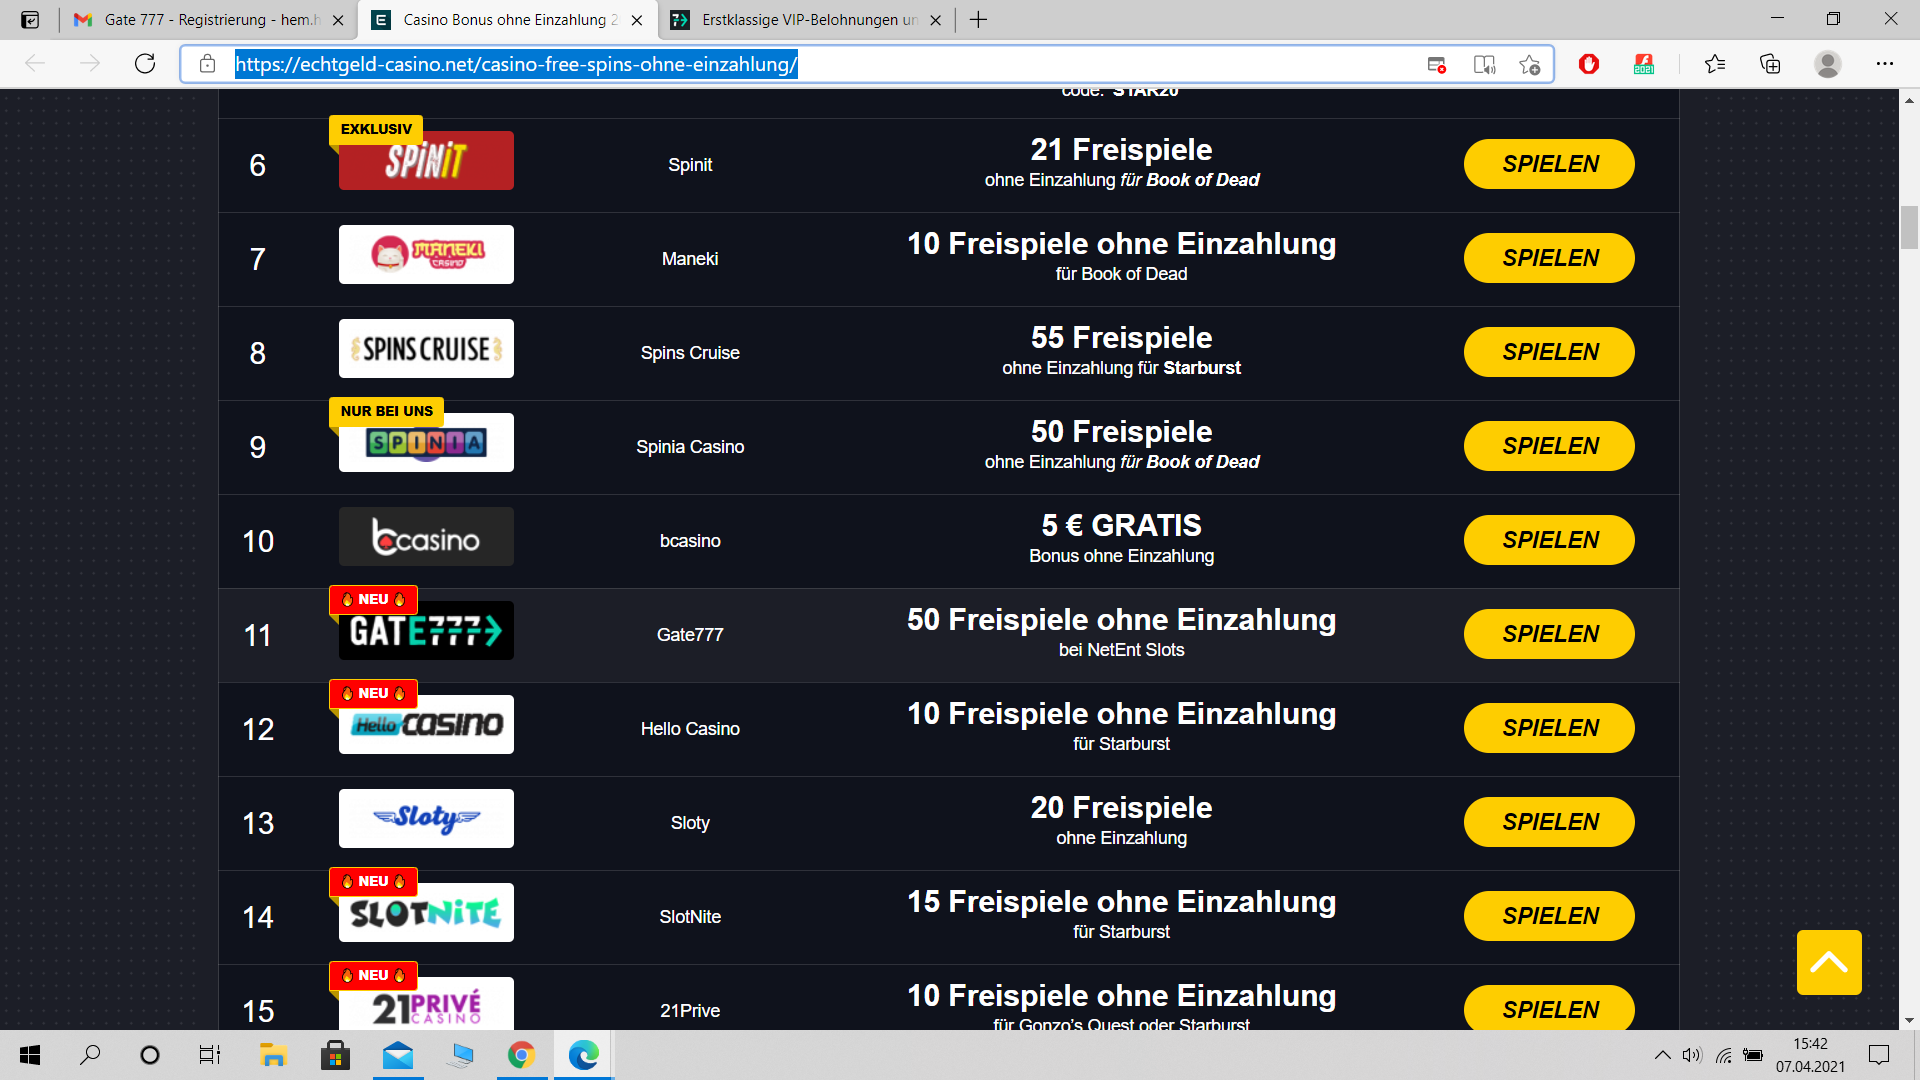 Gate 777 - Registrierung - hem.h
Casino Bonus ohne Einzahlung 2
Erstklassige VIP-Belohnungen un
https://echtgeld-casino.net/casino-free-spins-ohne-einzahlung/
2021
code: STAR20
EXKLUSIV
6
SPiNiT
Spinit
21 Freispiele
ohne Einzahlung für Book of Dead
SPIELEN
7
MANEKI
CASINO
Maneki
10 Freispiele ohne Einzahlung
für Book of Dead
SPIELEN
8
SPINS CRUISE
Spins Cruise
55 Freispiele
ohne Einzahlung für Starburst
SPIELEN
NUR BEI UNS
9
SPINIA
Spinia Casino
50 Freispiele
ohne Einzahlung für Book of Dead
SPIELEN
10
bcasino
bcasino
5 € GRATIS
Bonus ohne Einzahlung
SPIELEN
NEU
11
GATE777
Gate777
50 Freispiele ohne Einzahlung
bei NetEnt Slots
SPIELEN
NEU
12
Hello CASINO
Hello Casino
10 Freispiele ohne Einzahlung
für Starburst
SPIELEN
13
Sloty
Sloty
20 Freispiele
ohne Einzahlung
SPIELEN
NEU
14
SLOTNiTE
SlotNite
15 Freispiele ohne Einzahlung
für Starburst
SPIELEN
NEU
15
21PRIVÉ
CASINO
21Prive
10 Freispiele ohne Einzahlung
für Gonzo's Quest oder Starburst
SPIELEN
15:42
07.04.2021